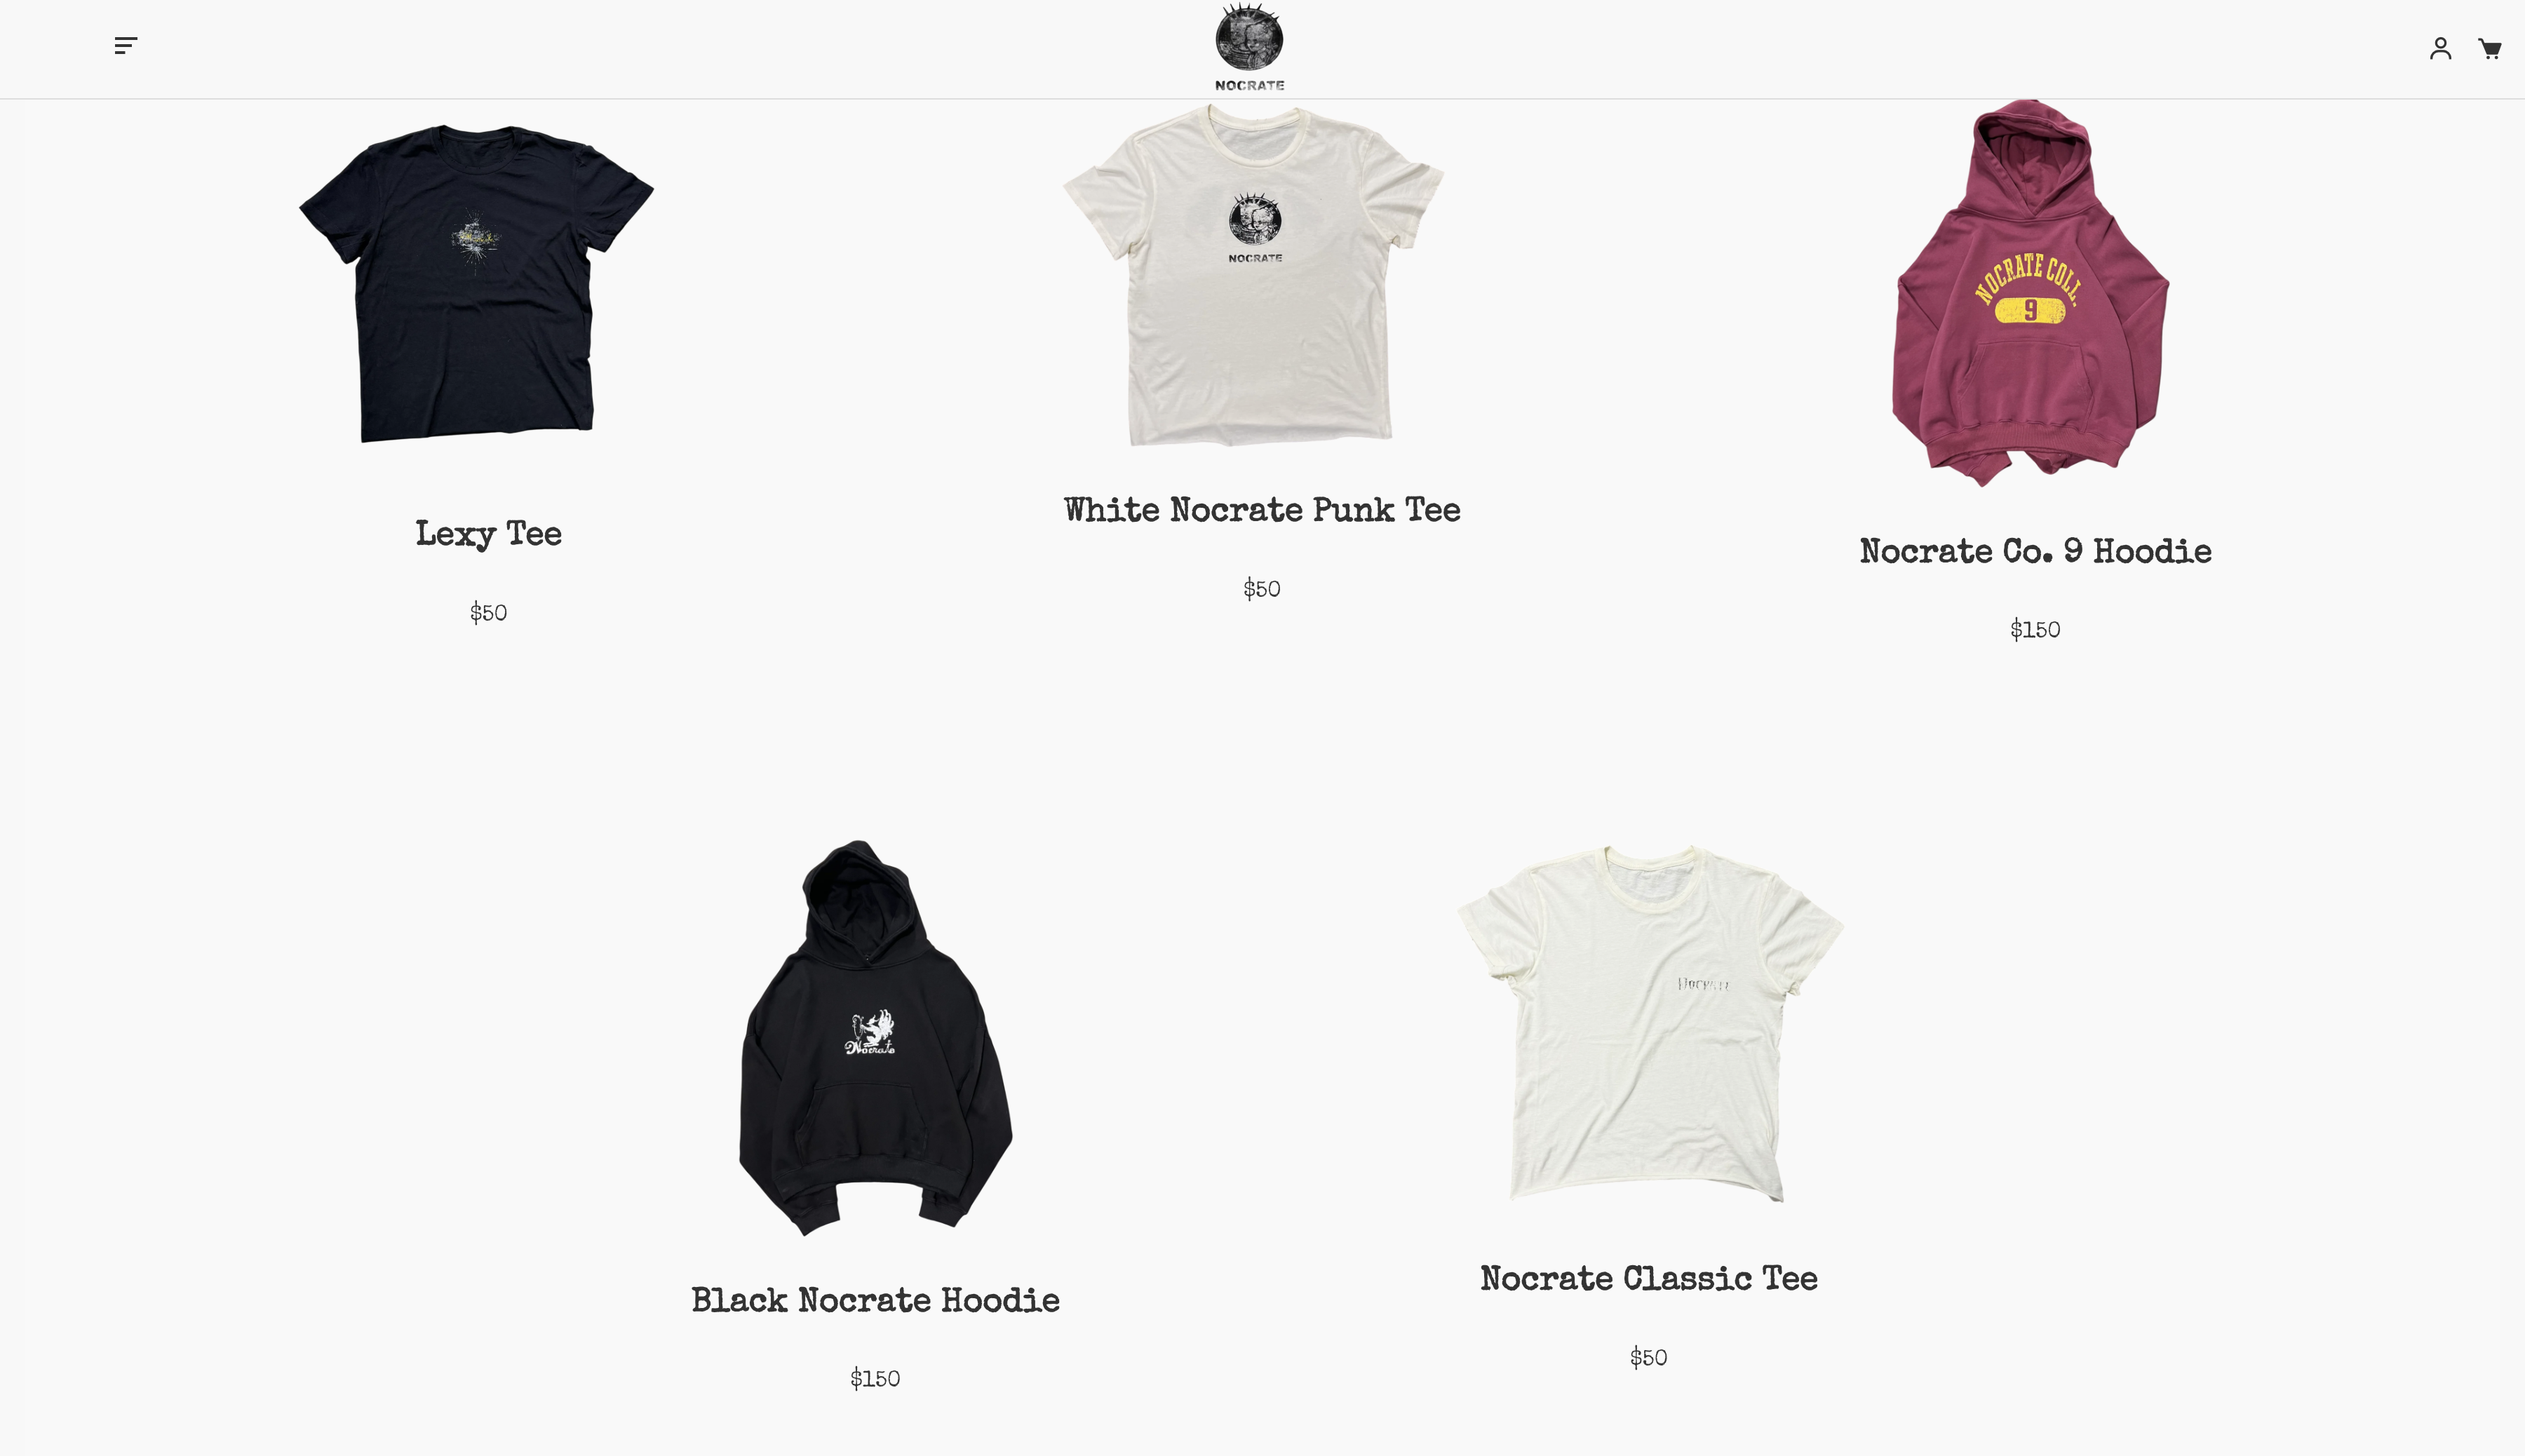 NOCRATE
NOCRATE
NOCRATE COLL.
9
Lexy Tee
White Nocrate Punk Tee
Nocrate Co. 9 Hoodie
$50
$50
$150
Nocrate
Nocrate
Black Nocrate Hoodie
Nocrate Classic Tee
$150
$50